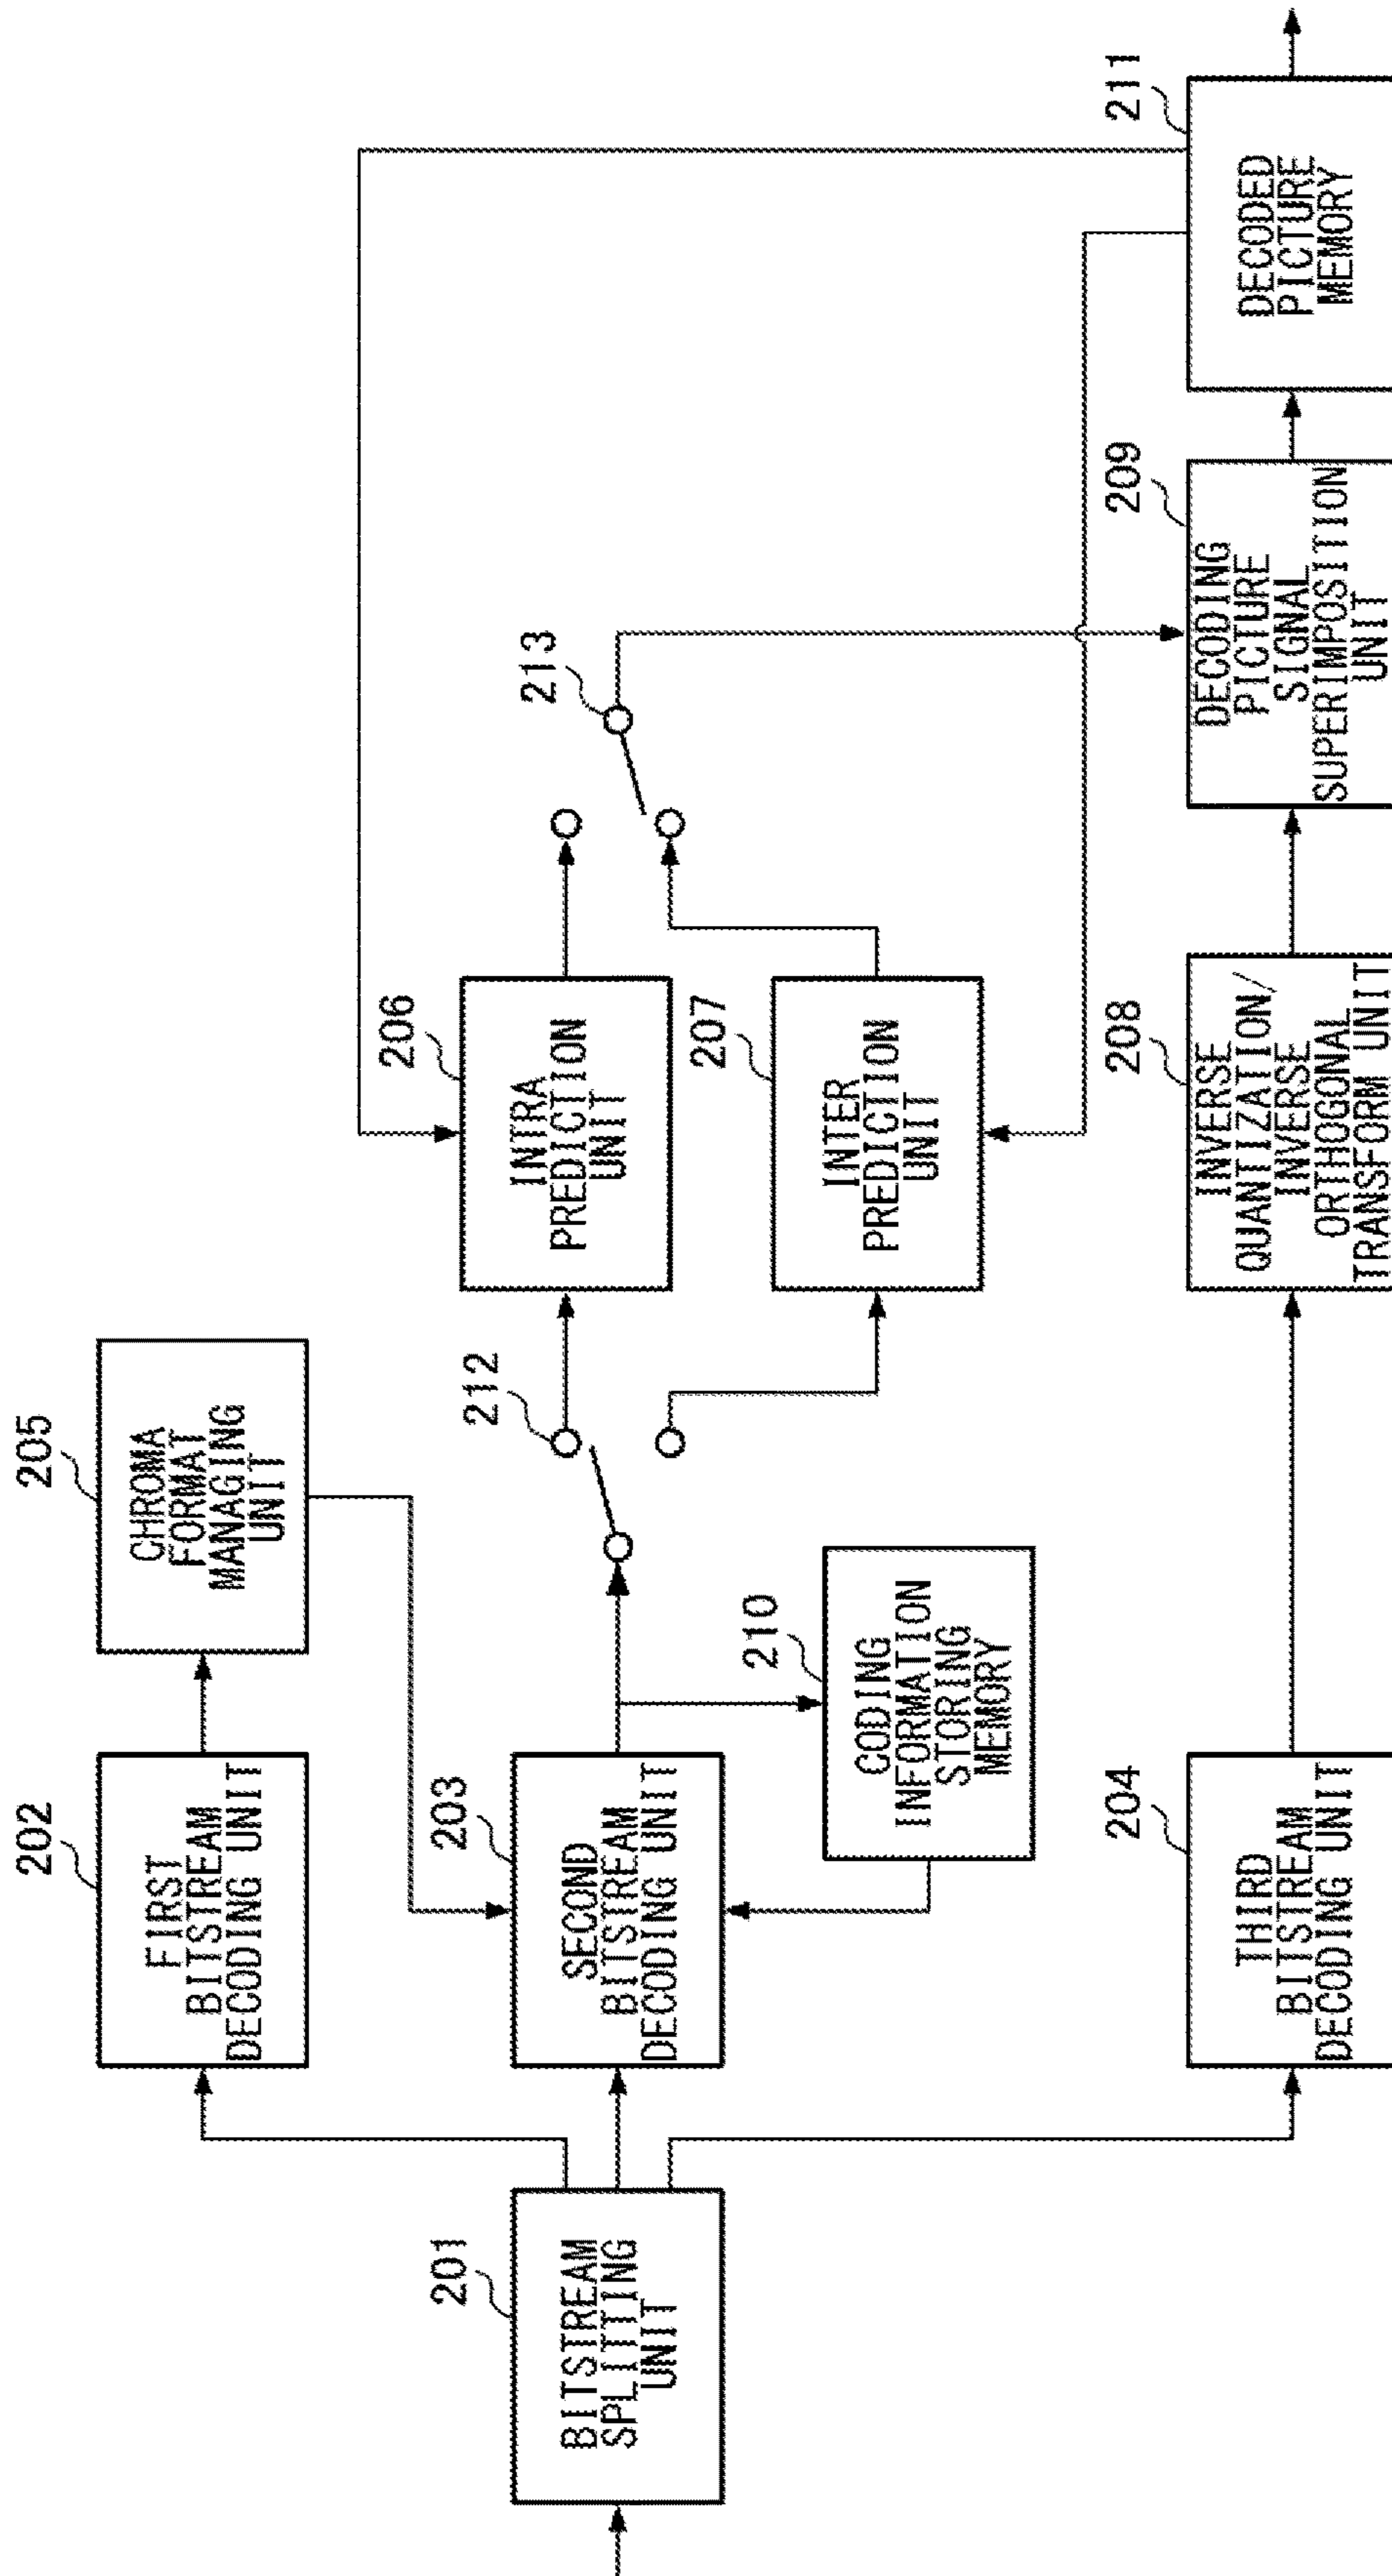 202
FIRST
BITSTREAM
DECODING UNIT
205
CHROMA
FORMAT
MANAGING
UNIT
201
BITSTREAM
SPLITTING
UNIT
203
SECOND
BITSTREAM
DECODING UNIT
212
206
INTRA
PREDICTION
UNIT
213
210
CODING
INFORMATION
STORING
MEMORY
207
INTER
PREDICTION
UNIT
204
THIRD
BITSTREAM
DECODING UNIT
208
INVERSE
QUANTIZATION/
INVERSE
ORTHOGONAL
TRANSFORM UNIT
209
DECODING
PICTURE
SIGNAL
SUPERIMPOSITION
UNIT
211
DECODED
PICTURE
MEMORY